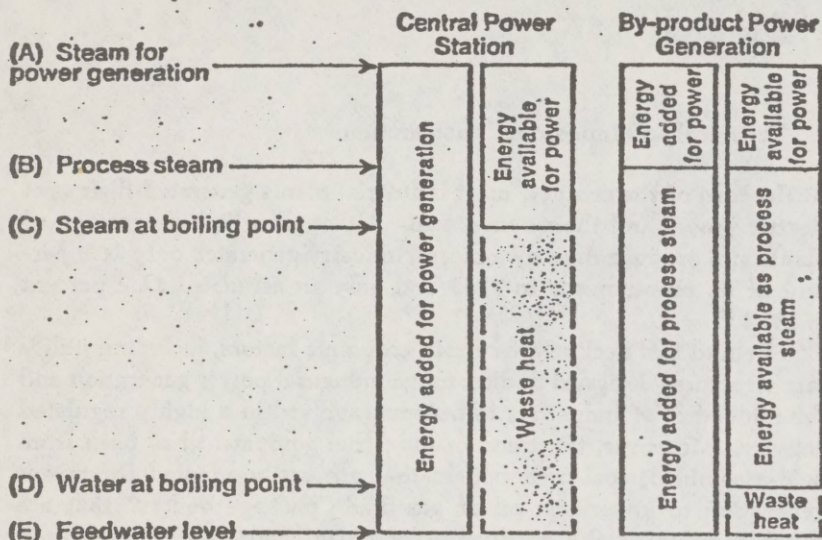 Central Power
Station
By-product Power
Generation
(A) Steam for
power generation
(B) Process steam
(C) Steam at boiling point
(D) Water at boiling point
(E) Feedwater level
Energy added for power generation
Energy
available
for power
Waste heat
Energy
added
for power
Energy added for process steam
Energy
available
for power
Energy available as process
steam
Waste
heat